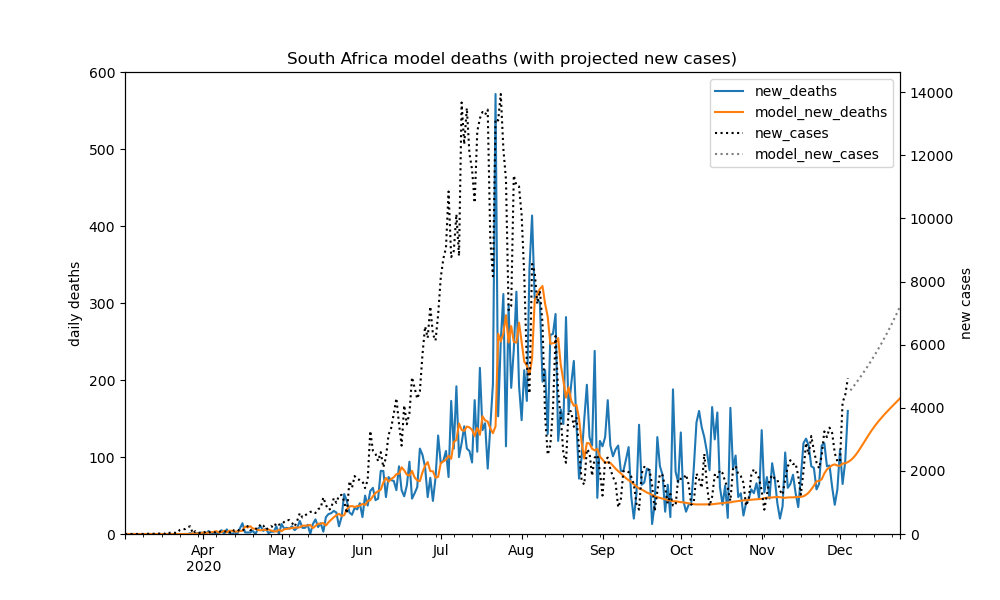 South Africa model deaths (with projected new cases)
600
500
400
300
200
100
0
daily deaths
14000
12000
10000
8000
6000
4000
2000
0
new cases
new_deaths
model_new_deaths
new_cases
model_new_cases
Apr May Jun Jul Aug Sep Oct Nov Dec
2020